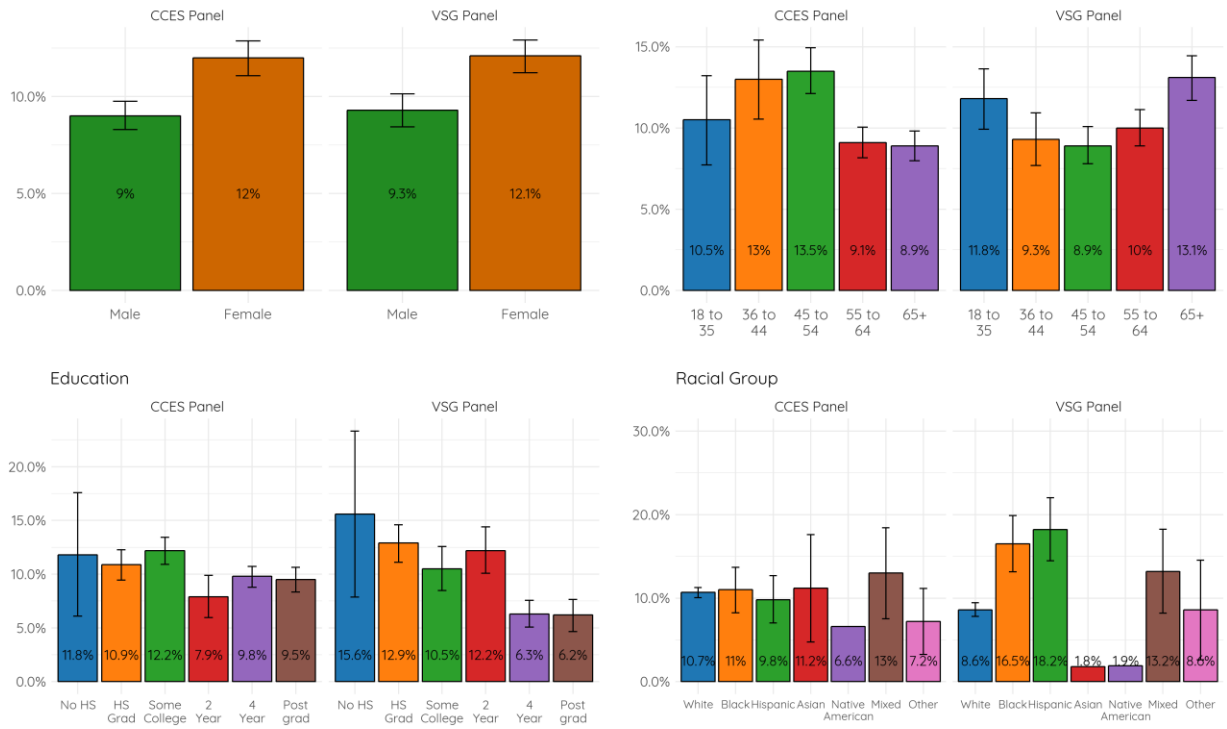 CCES Panel
VSG Panel
10.0%
5.0%
0.0%
9%
12%
9.3%
12.1%
Male
Female
Male
Female
CCES Panel
VSG Panel
15.0%
10.0%
5.0%
0.0%
10.5%
13%
13.5%
9.1%
8.9%
11.8%
9.3%
8.9%
10%
13.1%
18 to 35
36 to 44
45 to 54
55 to 64
65+
18 to 35
36 to 44
45 to 54
55 to 64
65+
Education
CCES Panel
VSG Panel
20.0%
15.0%
10.0%
5.0%
0.0%
11.8%
10.9%
12.2%
7.9%
9.8%
9.5%
15.6%
12.9%
10.5%
12.2%
6.3%
6.2%
No HS
HS Grad
Some College
2 Year
4 Year
Post grad
No HS
HS Grad
Some College
2 Year
4 Year
Post grad
Racial Group
CCES Panel
VSG Panel
30.0%
20.0%
10.0%
0.0%
10.7%
11%
9.8%
11.2%
6.6%
13%
7.2%
8.6%
16.5%
18.2%
1.8%
1.9%
13.2%
8.6%
White
Black
Hispanic
Asian
Native American
Mixed
Other
White
Black
Hispanic
Asian
Native American
Mixed
Other